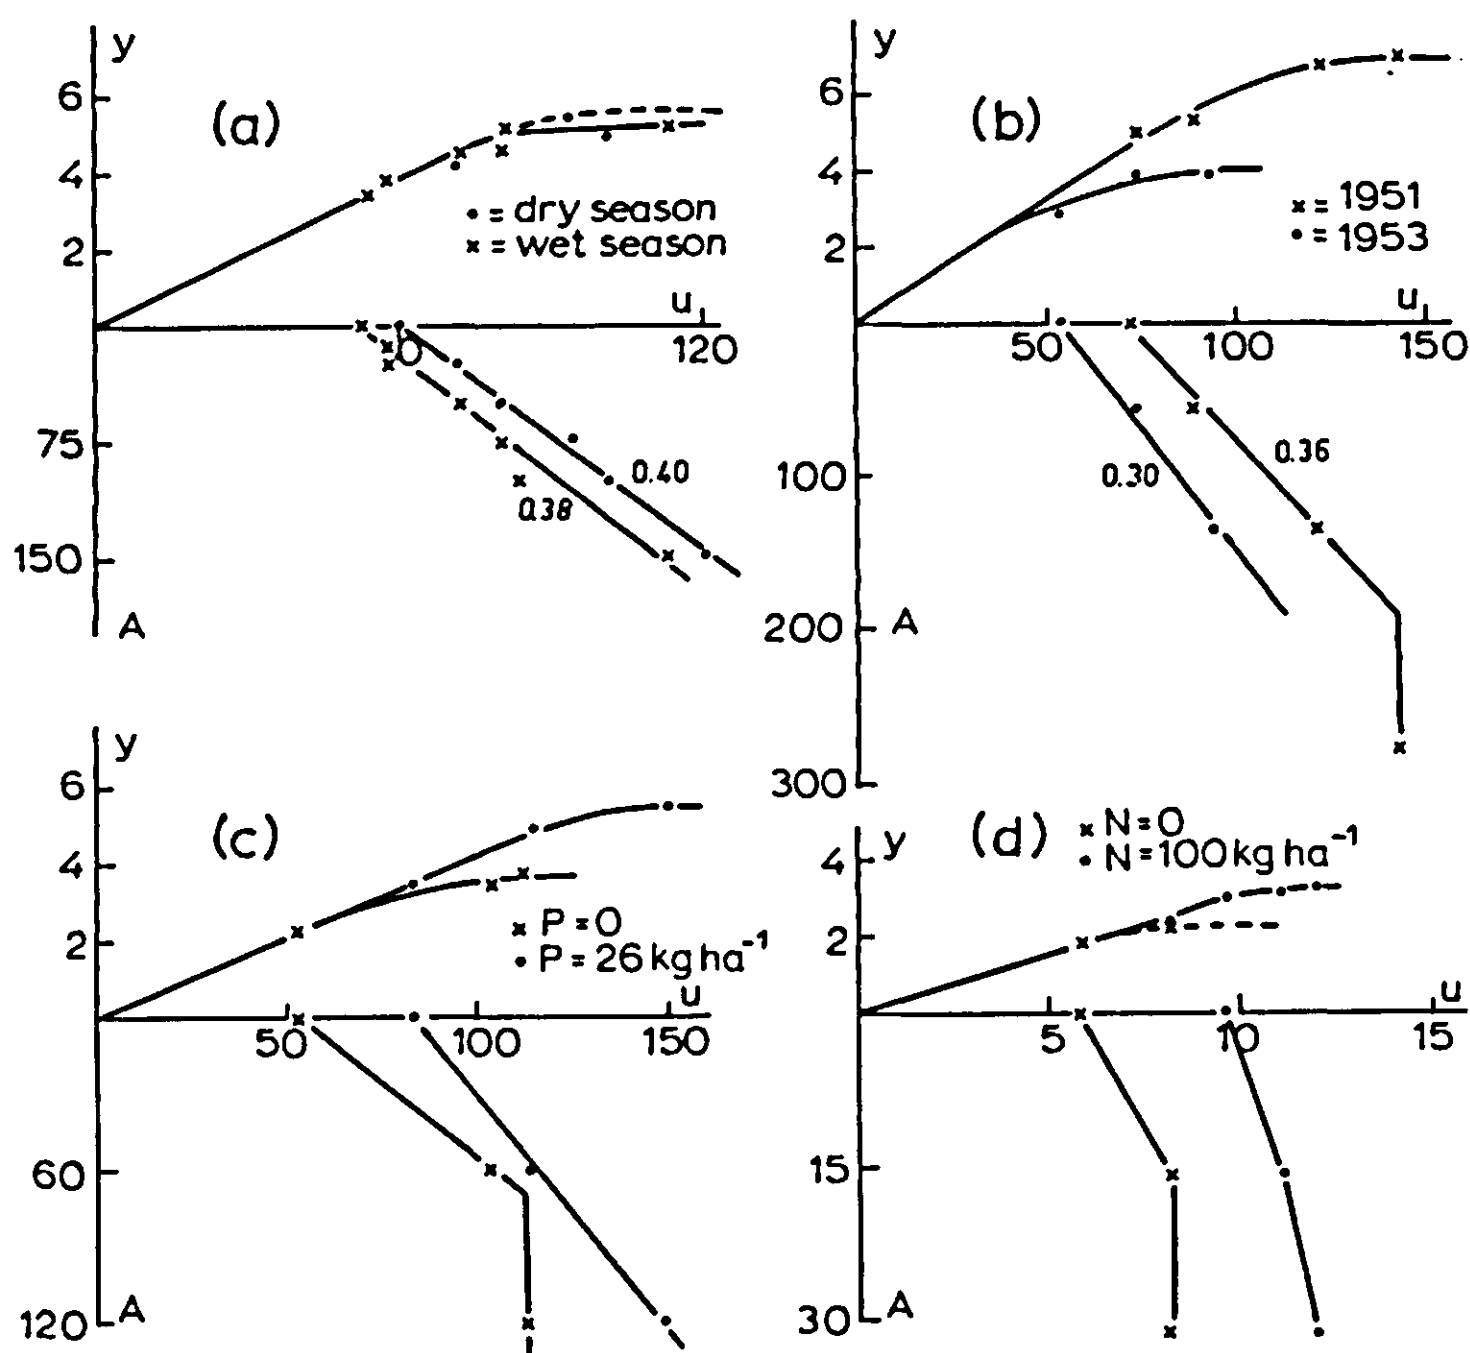 y
6
4
2
(a)
• = dry season
x = wet season
u
60
120
75
0.40
0.38
150
A
y
6
4
2
(b)
x = 1951
• = 1953
u
50
100
150
100
0.36
0.30
200
A
300
y
6
4
2
(c)
x P = 0
• P = 26 kg ha⁻¹
u
50
100
150
60
120
A
(d)
x N = 0
• N = 100 kg ha⁻¹
y
4
2
u
5
10
15
15
30
A